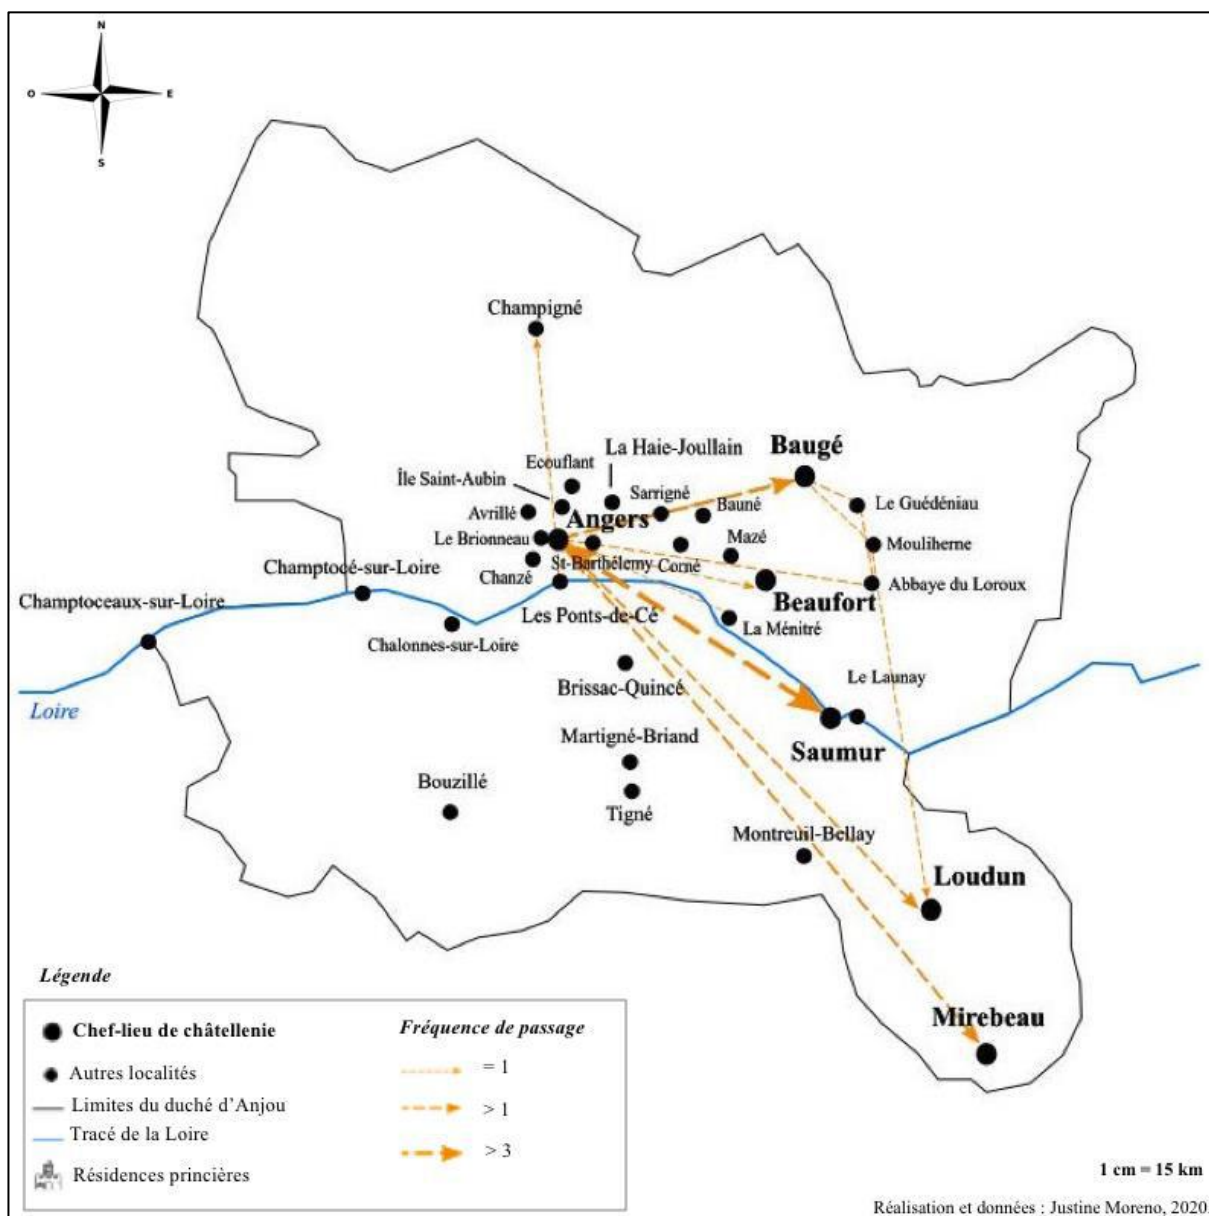 N
O
E
S
Champigné
La Haie-Joullain
Baugé
Ecouflant
Île Saint-Aubin
Sarrigné
Le Guédéniau
Avrillé
Angers
Bauné
Le Brionneau
Mazé
Mouliherne
St-Barthélemy
Corné
Champtocé-sur-Loire
Chanzé
Abbaye du Loroux
Champtoceaux-sur-Loire
Beaufort
Les Ponts-de-Cé
La Ménitré
Chalonnes-sur-Loire
Le Launay
Brissac-Quincé
Loire
Martigné-Briand
Saumur
Bouzillé
Tigné
Montreuil-Bellay
Loudun
Mirebeau
Légende
Chef-lieu de châtellenie
Autres localités
Limites du duché d’Anjou
Tracé de la Loire
Résidences princières
Fréquence de passage
= 1
> 1
> 3
1 cm = 15 km
Réalisation et données : Justine Moreno, 2020.